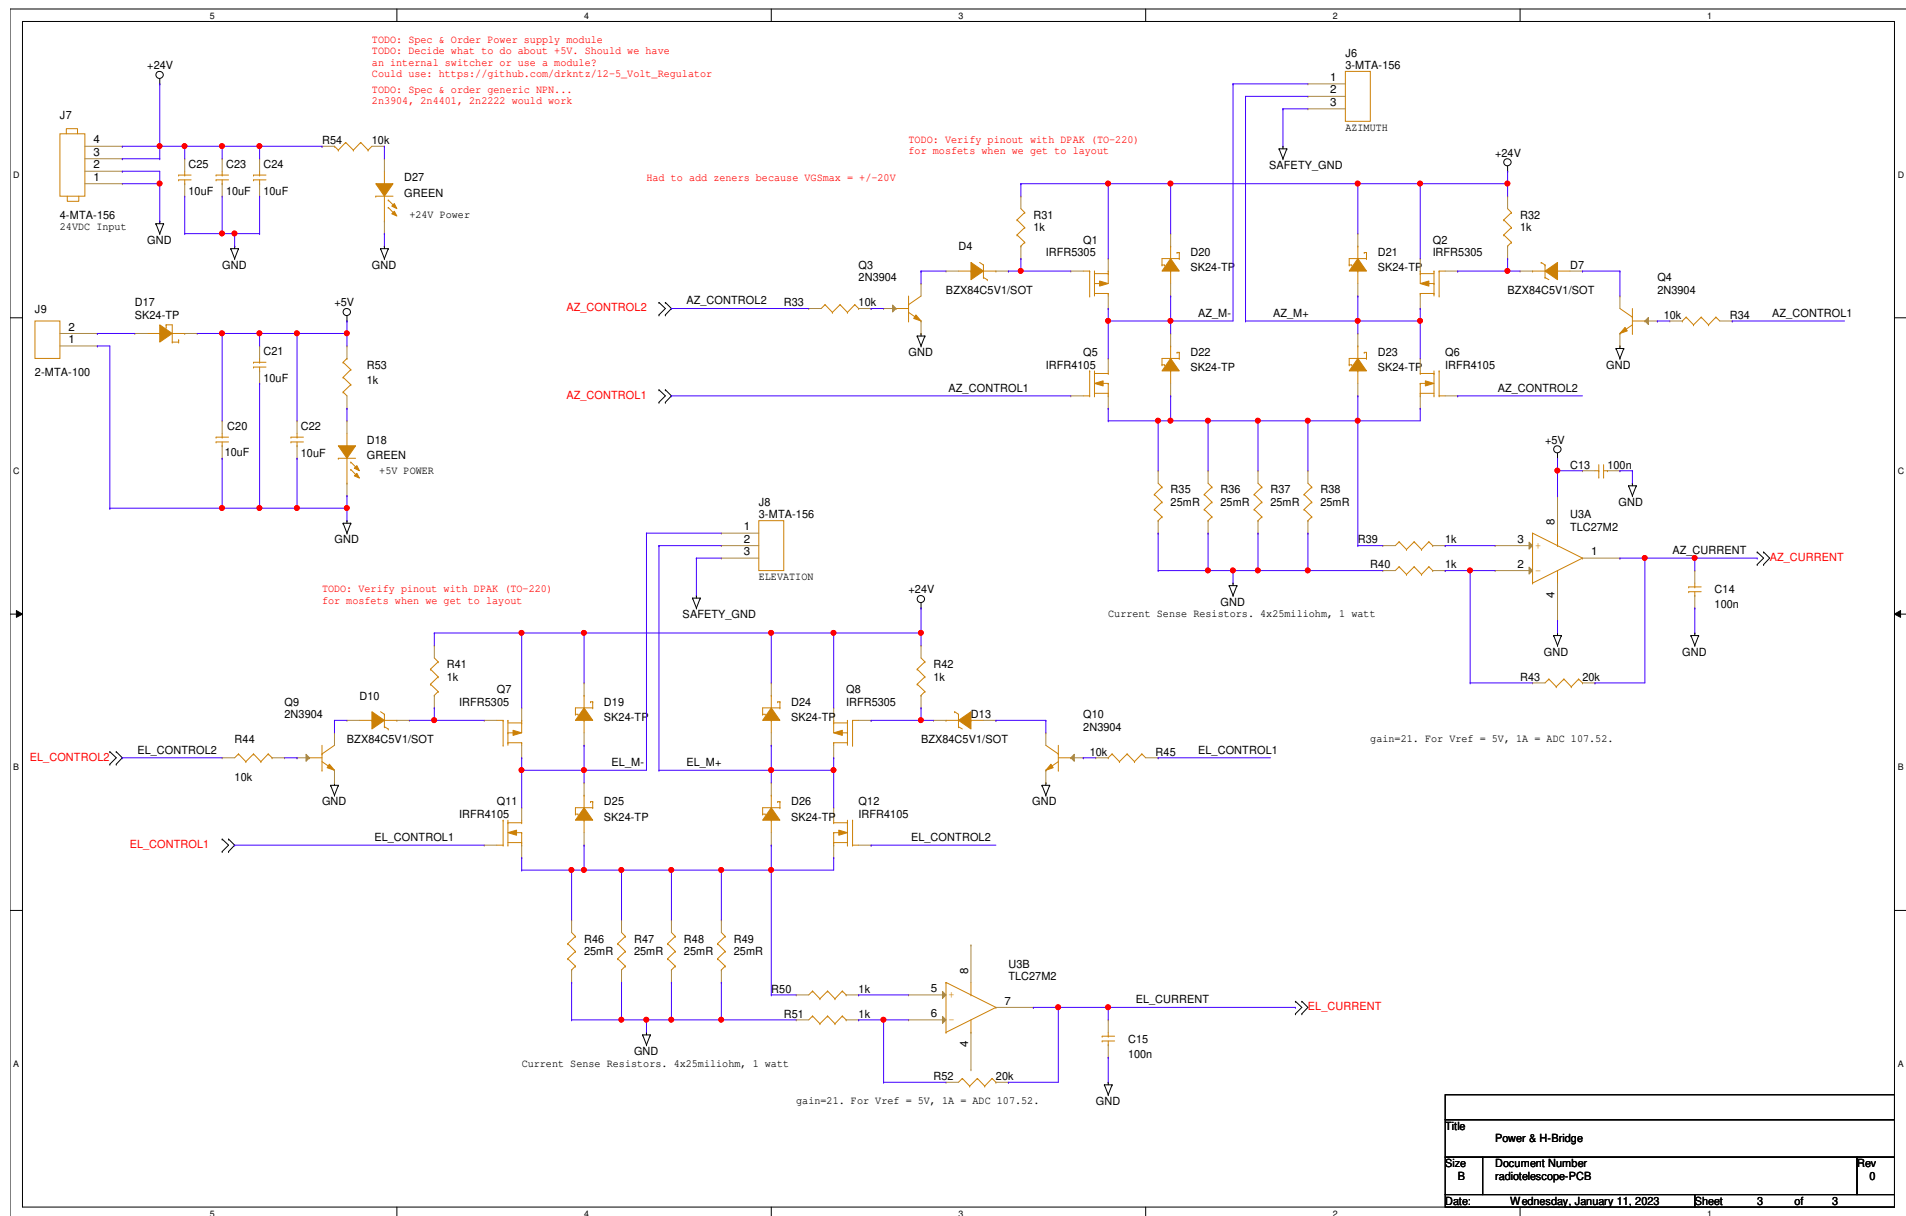 5
4
3
2
1
TODO: Spec & Order Power supply module
TODO: Decide what to do about +5V. Should we have
an internal switcher or use a module?
Could use: https://github.com/drkntz/12-5_Volt_Regulator
TODO: Spec & order generic NPN...
2n3904, 2n4401, 2n2222 would work
+24V
J7
4
3
2
1
4-MTA-156
24VDC Input
GND
C25
10uF
C23
10uF
C24
10uF
GND
R54
10k
D27
GREEN
+24V Power
GND
J9
2
1
2-MTA-100
D17
SK24-TP
+5V
C21
10uF
R53
1k
C20
10uF
C22
10uF
D18
GREEN
+5V POWER
GND
J6
3-MTA-156
1
2
3
AZIMUTH
SAFETY_GND
TODO: Verify pinout with DPAK (TO-220)
for mosfets when we get to layout
Had to add zeners because VGSmax = +/-20V
+24V
R31
1k
R32
1k
D4
BZX84C5V1/SOT
Q1
IRFR5305
D20
SK24-TP
D21
SK24-TP
Q2
IRFR5305
D7
BZX84C5V1/SOT
Q3
2N3904
Q4
2N3904
AZ_CONTROL2
AZ_CONTROL2
R33
10k
GND
AZ_M-
AZ_M+
10k
R34
AZ_CONTROL1
GND
Q5
IRFR4105
D22
SK24-TP
D23
SK24-TP
Q6
IRFR4105
AZ_CONTROL1
AZ_CONTROL1
AZ_CONTROL2
R35
25mR
R36
25mR
R37
25mR
R38
25mR
GND
Current Sense Resistors. 4x25miliohm, 1 watt
+5V
C13
100n
GND
U3A
TLC27M2
8
R39
1k
3
R40
1k
2
+
-
1
4
GND
AZ_CURRENT
AZ_CURRENT
C14
100n
GND
R43
20k
gain=21. For Vref = 5V, 1A = ADC 107.52.
J8
3-MTA-156
1
2
3
ELEVATION
SAFETY_GND
TODO: Verify pinout with DPAK (TO-220)
for mosfets when we get to layout
+24V
R41
1k
R42
1k
D10
BZX84C5V1/SOT
Q7
IRFR5305
D19
SK24-TP
D24
SK24-TP
Q8
IRFR5305
D13
BZX84C5V1/SOT
Q9
2N3904
Q10
2N3904
EL_CONTROL2
EL_CONTROL2
R44
10k
GND
EL_M-
EL_M+
10k
R45
EL_CONTROL1
GND
Q11
IRFR4105
D25
SK24-TP
D26
SK24-TP
Q12
IRFR4105
EL_CONTROL1
EL_CONTROL1
EL_CONTROL2
R46
25mR
R47
25mR
R48
25mR
R49
25mR
GND
Current Sense Resistors. 4x25miliohm, 1 watt
U3B
TLC27M2
8
R50
1k
5
R51
1k
6
+
-
7
4
EL_CURRENT
EL_CURRENT
C15
100n
GND
R52
20k
gain=21. For Vref = 5V, 1A = ADC 107.52.
D
C
B
A
D
C
B
A
Title
Power & H-Bridge
Size
B
Document Number
radiotelescope-PCB
Rev
0
Date:
Wednesday, January 11, 2023
Sheet
3
of
3
5
4
3
2
1